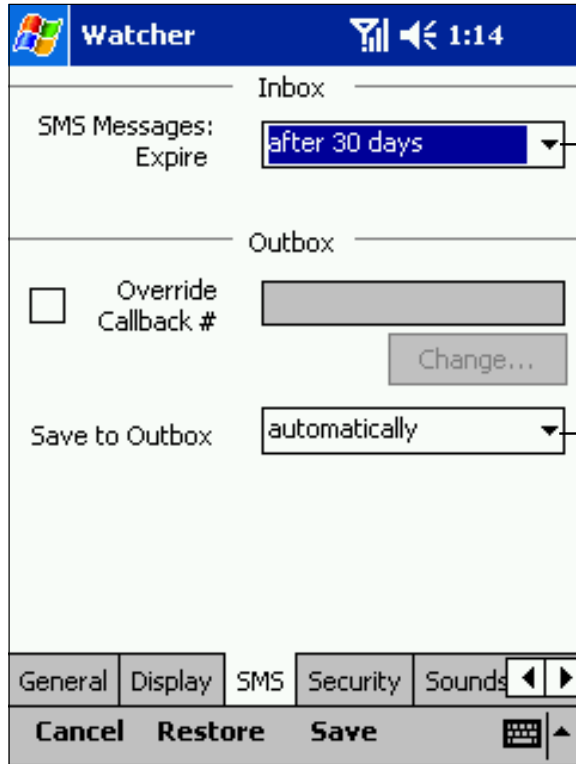 Watcher 1:14
Inbox
SMS Messages:
Expire
after 30 days
Outbox
Override
Callback #
Change...
Save to Outbox
automatically
General Display SMS Security Sounds
Cancel Restore Save